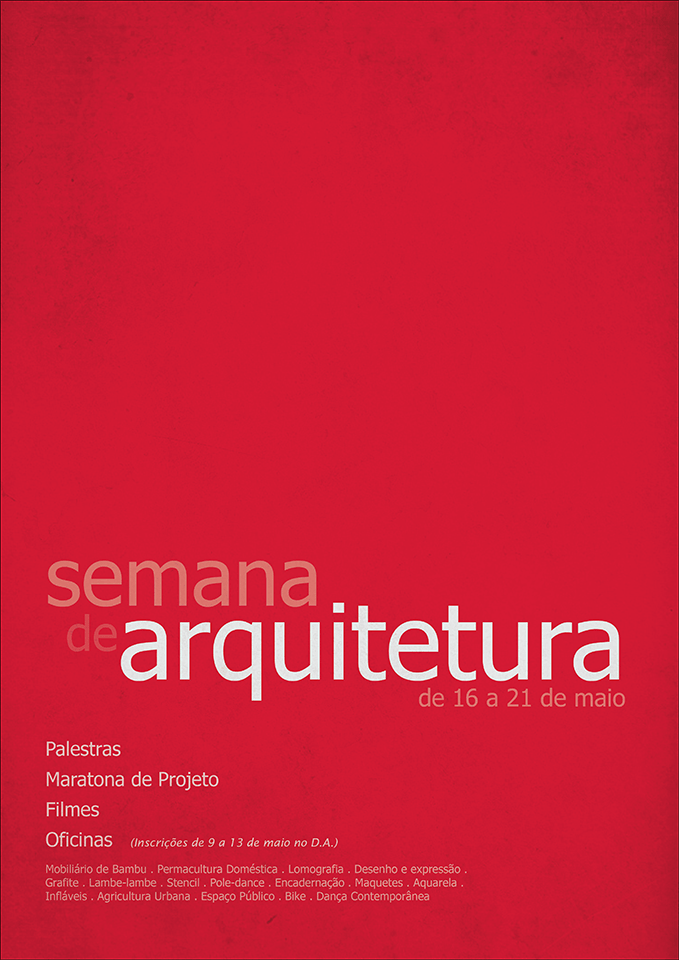 semana
de arquitetura
de 16 a 21 de maio
Palestras
Maratona de Projeto
Filmes
Oficinas (Inscrições de 9 a 13 de maio no D.A.)
Mobiliário de Bambu . Permacultura Doméstica . Lomografia . Desenho e expressão .
Grafite . Lambe-lambe . Stencil . Pole-dance . Encadernação . Maquetes . Aquarela .
Infláveis . Agricultura Urbana . Espaço Público . Bike . Dança Contemporânea